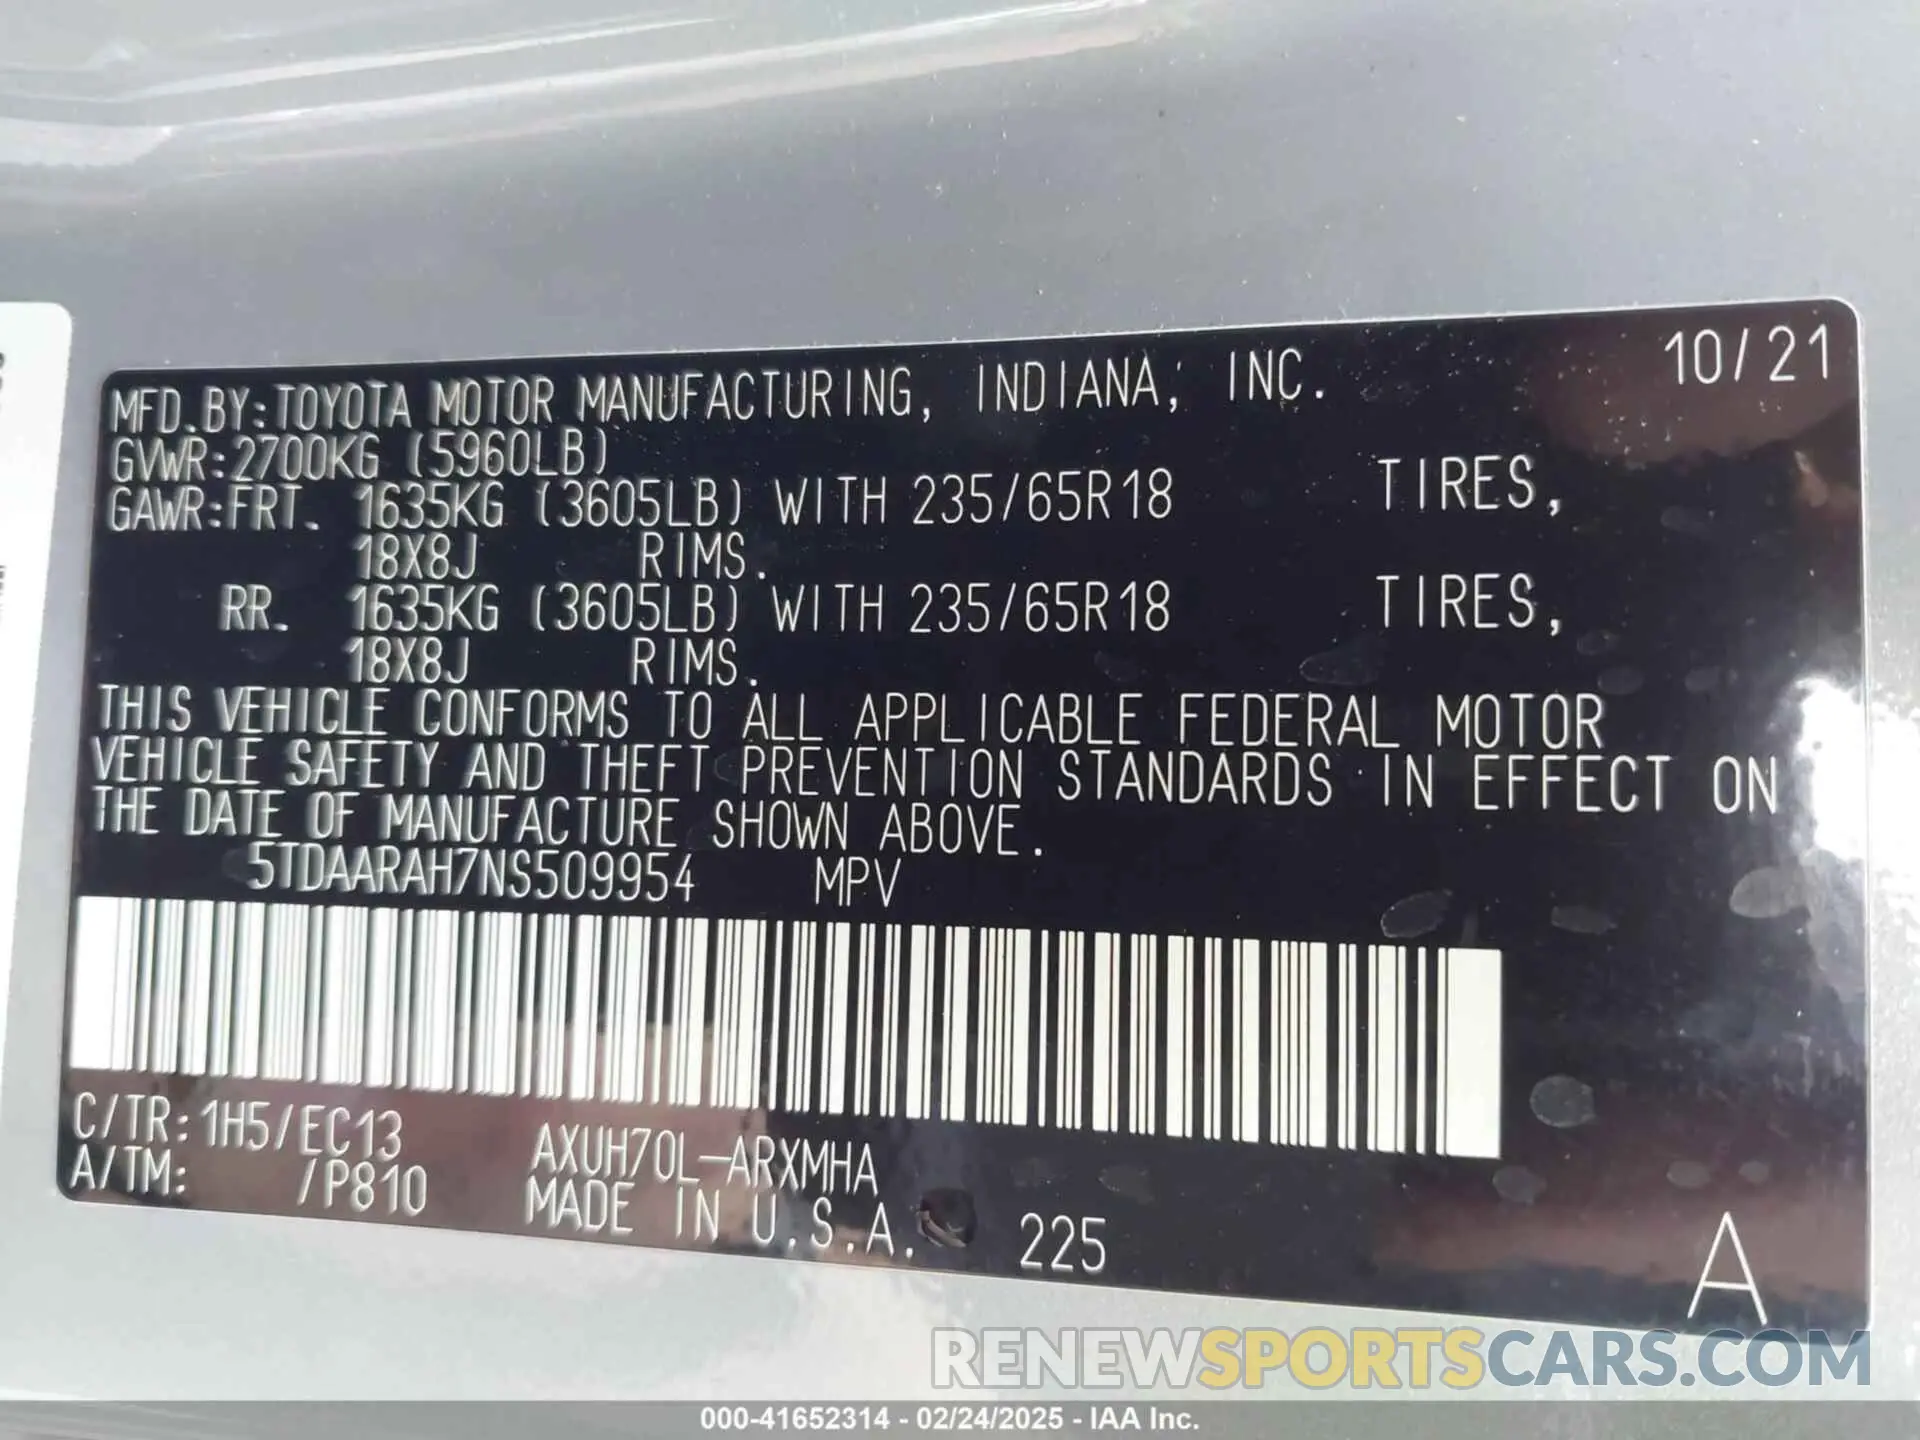 10/21
MFD.BY:TOYOTA MOTOR MANUFACTURING, INDIANA, INC.
GVWR:2700KG (5960LB)
GAWR:FRT. 1635KG (3605LB) WITH 235/65R18 TIRES,
18X8J RIMS.
RR. 1635KG (3605LB) WITH 235/65R18 TIRES,
18X8J RIMS.
THIS VEHICLE CONFORMS TO ALL APPLICABLE FEDERAL MOTOR
VEHICLE SAFETY AND THEFT PREVENTION STANDARDS IN EFFECT ON
THE DATE OF MANUFACTURE SHOWN ABOVE.
5TDAARAH7NS509954 MPV
C/TR:1H5/EC13
A/TM: /P810
AXUH70L-ARXMHA
MADE IN U.S.A.
225
A
RENEWSPORTSCARS.COM
000-41652314 - 02/24/2025 - IAA Inc.